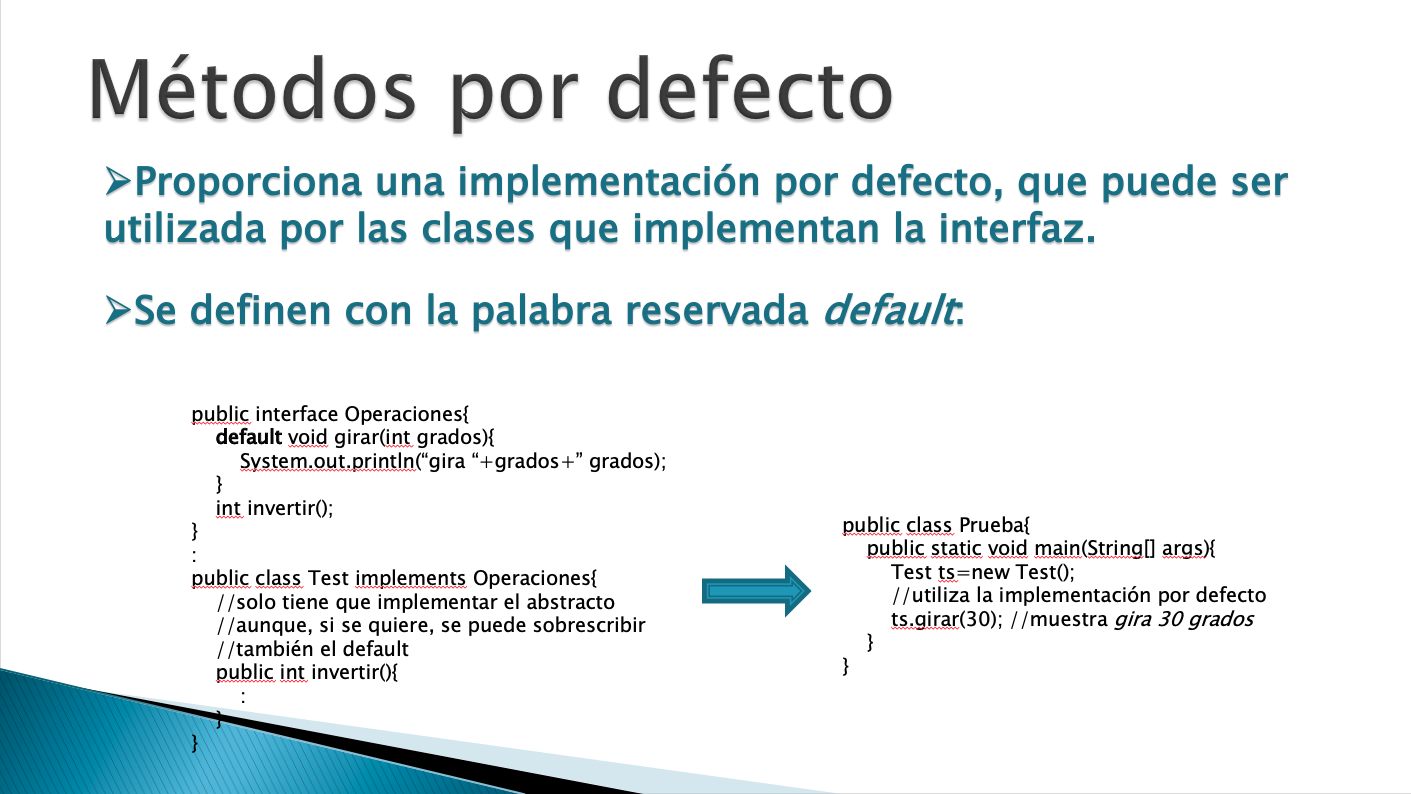 Métodos por defecto
➢Proporciona una implementación por defecto, que puede ser
utilizada por las clases que implementan la interfaz.
➢Se definen con la palabra reservada default:
public interface Operaciones{
default void girar(int grados){
System.out.println(“gira “+grados+” grados);
}
int invertir();
}
:
public class Test implements Operaciones{
//solo tiene que implementar el abstracto
//aunque, si se quiere, se puede sobrescribir
//también el default
public int invertir(){
:
}
}
public class Prueba{
public static void main(String[] args){
Test ts=new Test();
//utiliza la implementación por defecto
ts.girar(30); //muestra gira 30 grados
}
}